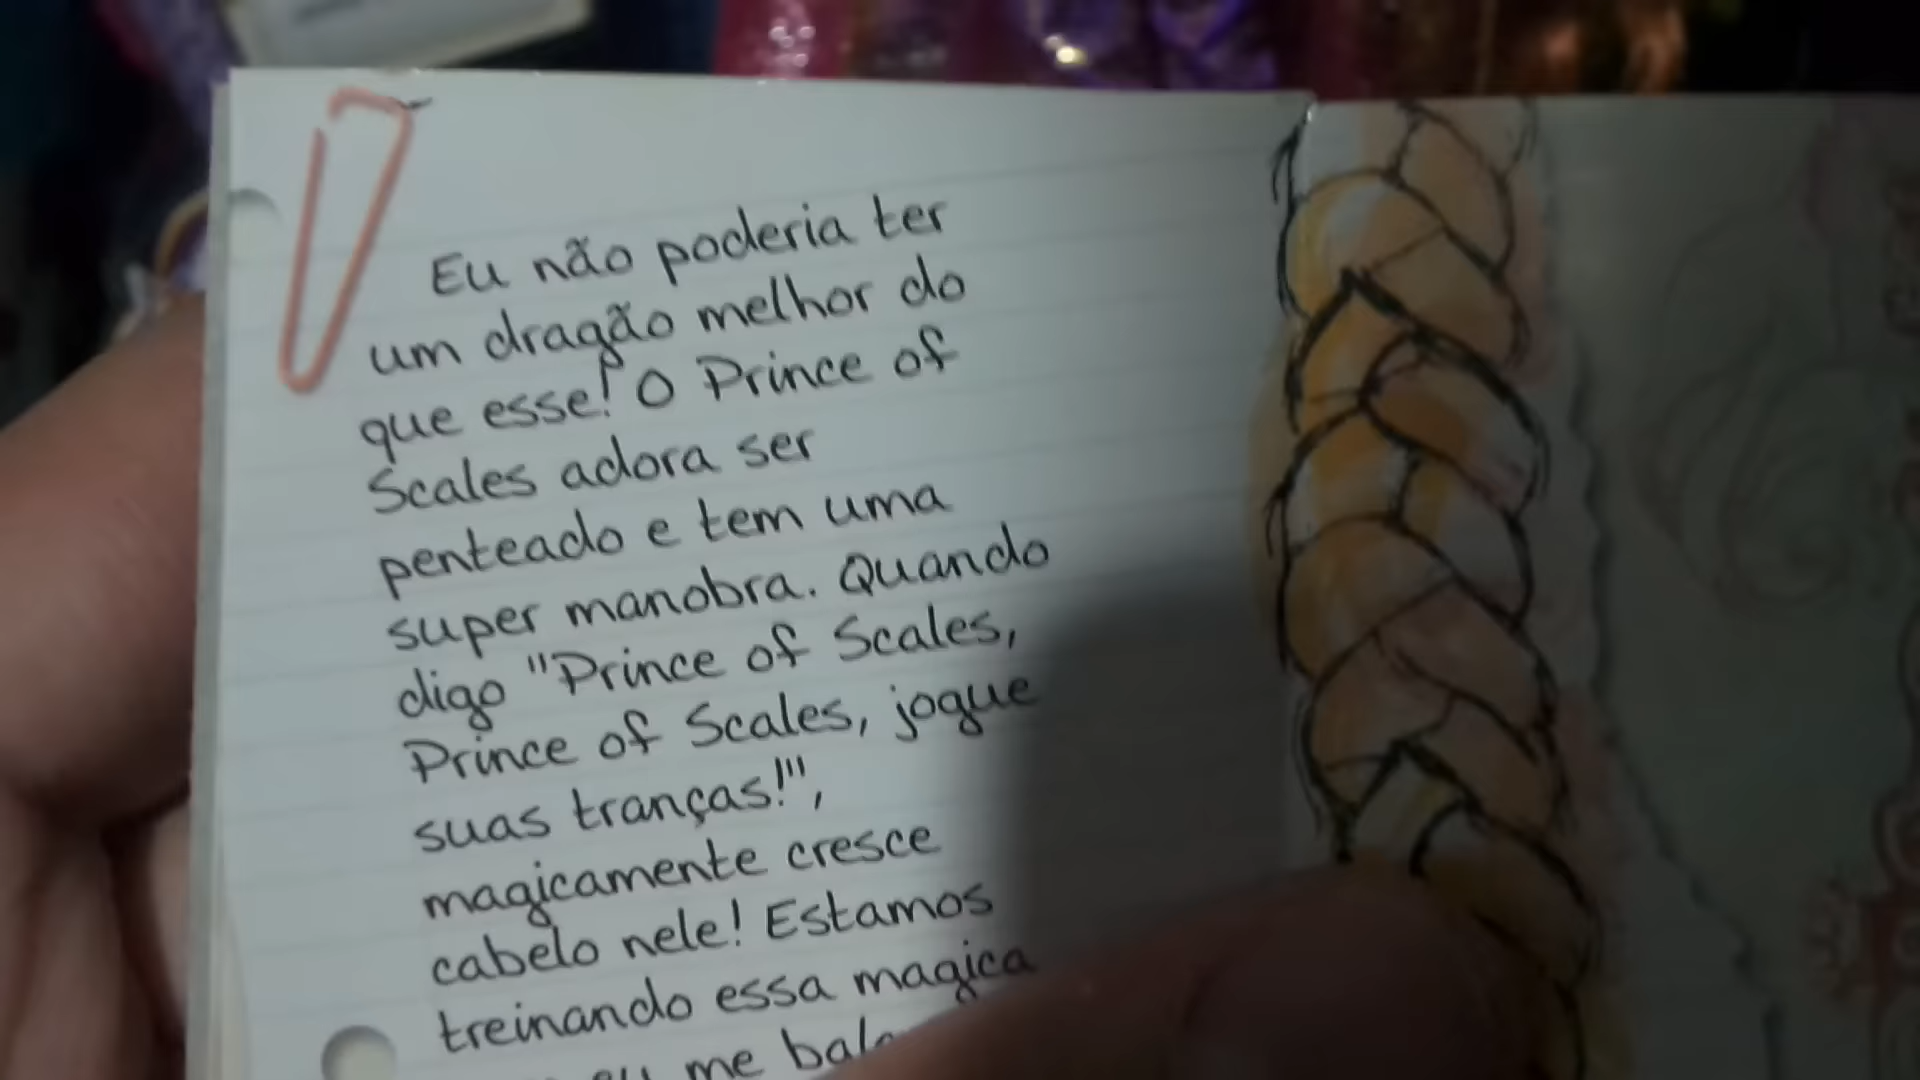 Eu não poderia ter
um dragão melhor do
que esse! O Prince of
Scales adora ser
penteado e tem uma
super manobra. Quando
digo "Prince of Scales,
Prince of Scales, jogue
suas tranças!",
magicamente cresce
cabelo nele! Estamos
treinando essa magica
eu me